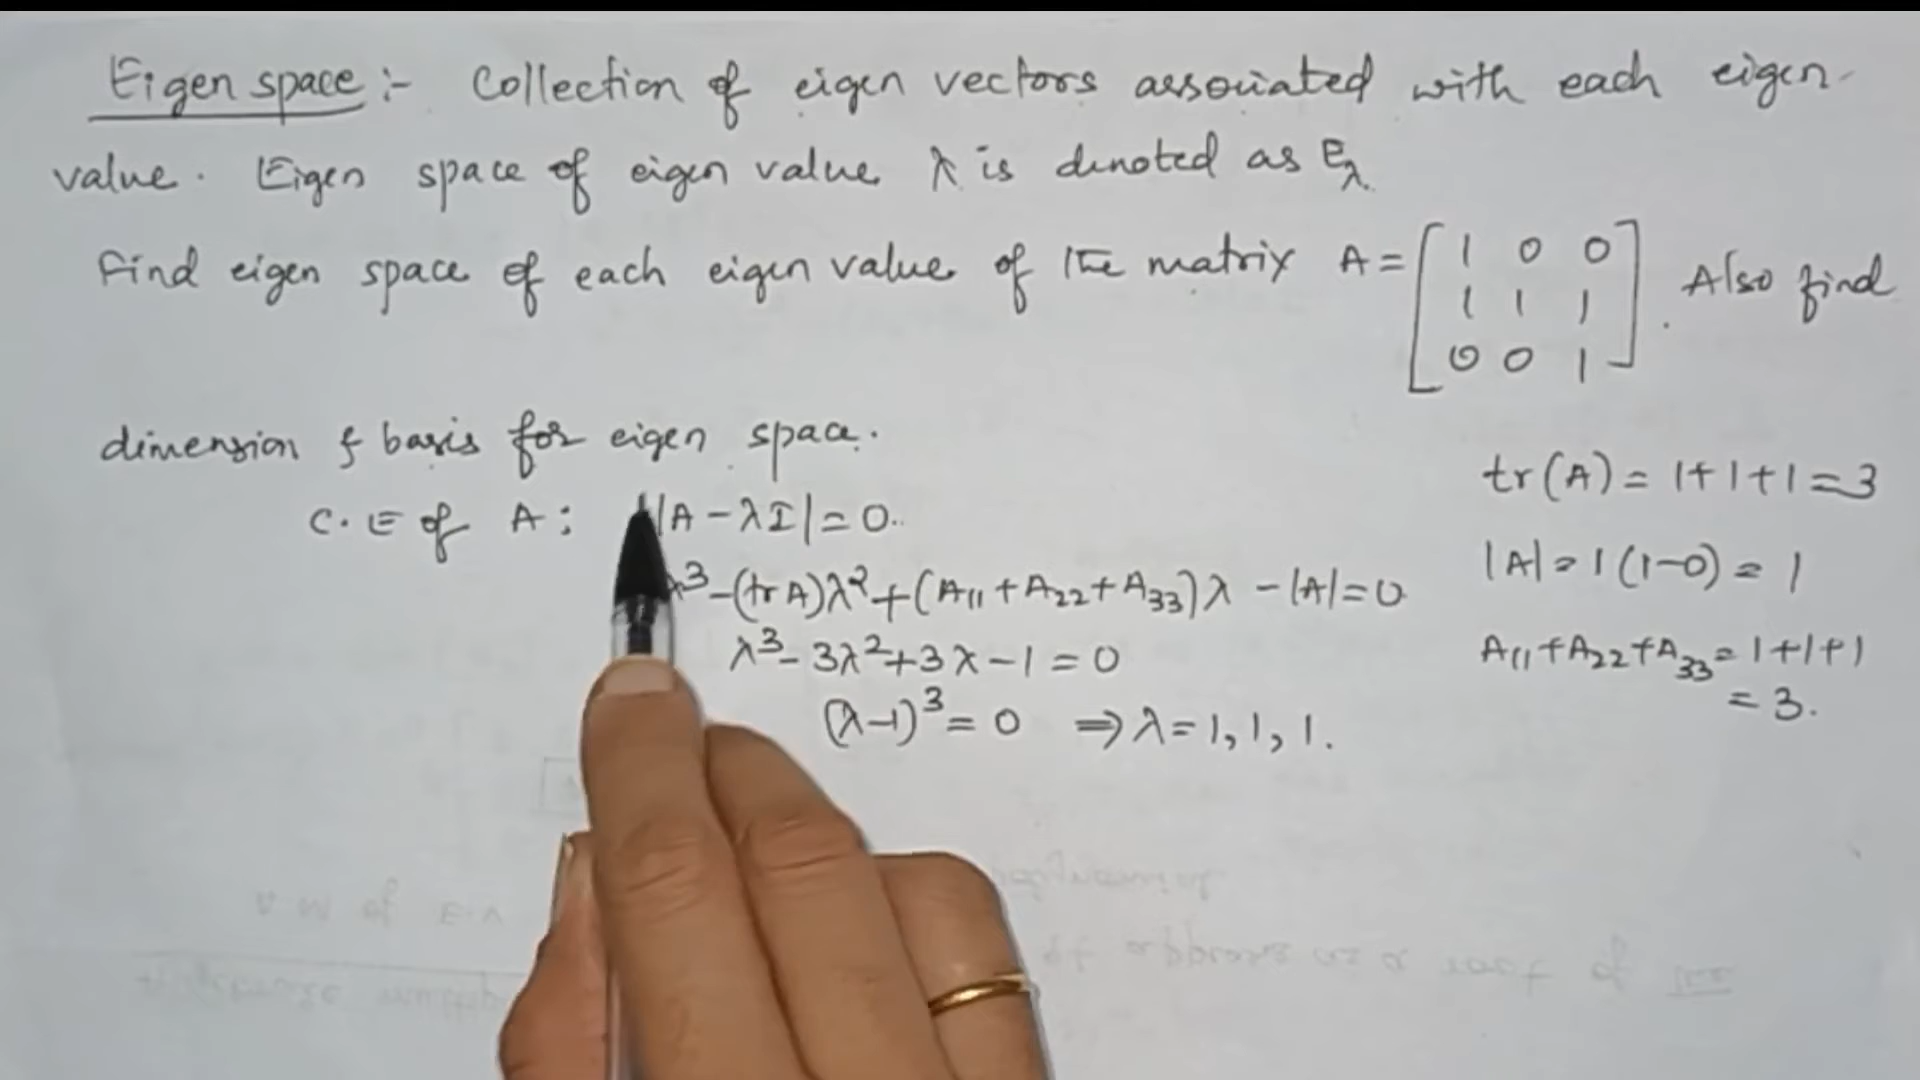 Eigen space :- Collection of eigen vectors associated with each eigen
value. Eigen space of eigen value λ is denoted as E_λ.
Find eigen space of each eigen value of the matrix A = [1 0 0; 1 1 1; 0 0 1]. Also find
dimension & basis for eigen space.
C.E of A : |A - λI| = 0.
λ³ - (tr A)λ² + (A₁₁ + A₂₂ + A₃₃)λ - |A| = 0
λ³ - 3λ² + 3λ - 1 = 0
(λ-1)³ = 0 ⇒ λ = 1, 1, 1.
tr(A) = 1+1+1 = 3
|A| = 1(1-0) = 1
A₁₁ + A₂₂ + A₃₃ = 1+1+1
= 3.